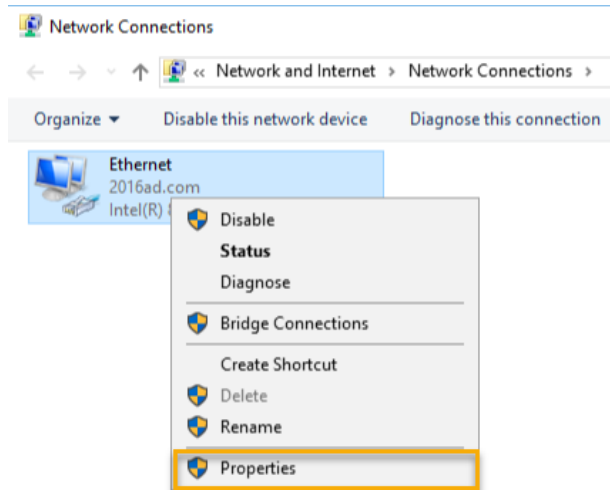 Network Connections
« Network and Internet > Network Connections >
Organize Disable this network device Diagnose this connection
Ethernet
2016ad.com
Intel(R)
Disable
Status
Diagnose
Bridge Connections
Create Shortcut
Delete
Rename
Properties